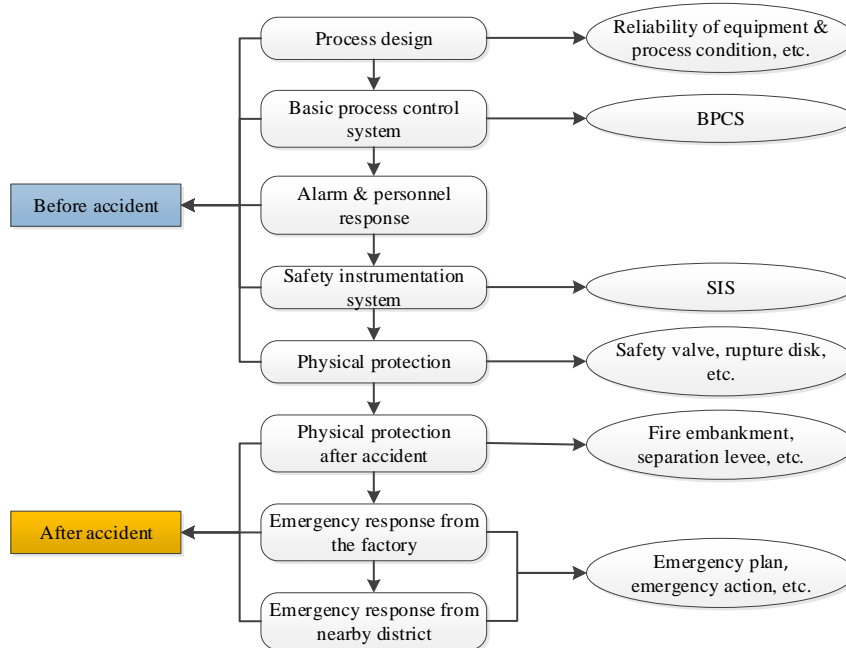 Process design
Reliability of equipment &
process condition, etc.
Basic process control
system
BPCS
Before accident
Alarm & personnel
response
Safety instrumentation
system
SIS
Physical protection
Safety valve, rupture disk,
etc.
Physical protection
after accident
Fire embankment,
separation levee, etc.
After accident
Emergency response from
the factory
Emergency plan,
emergency action, etc.
Emergency response from
nearby district